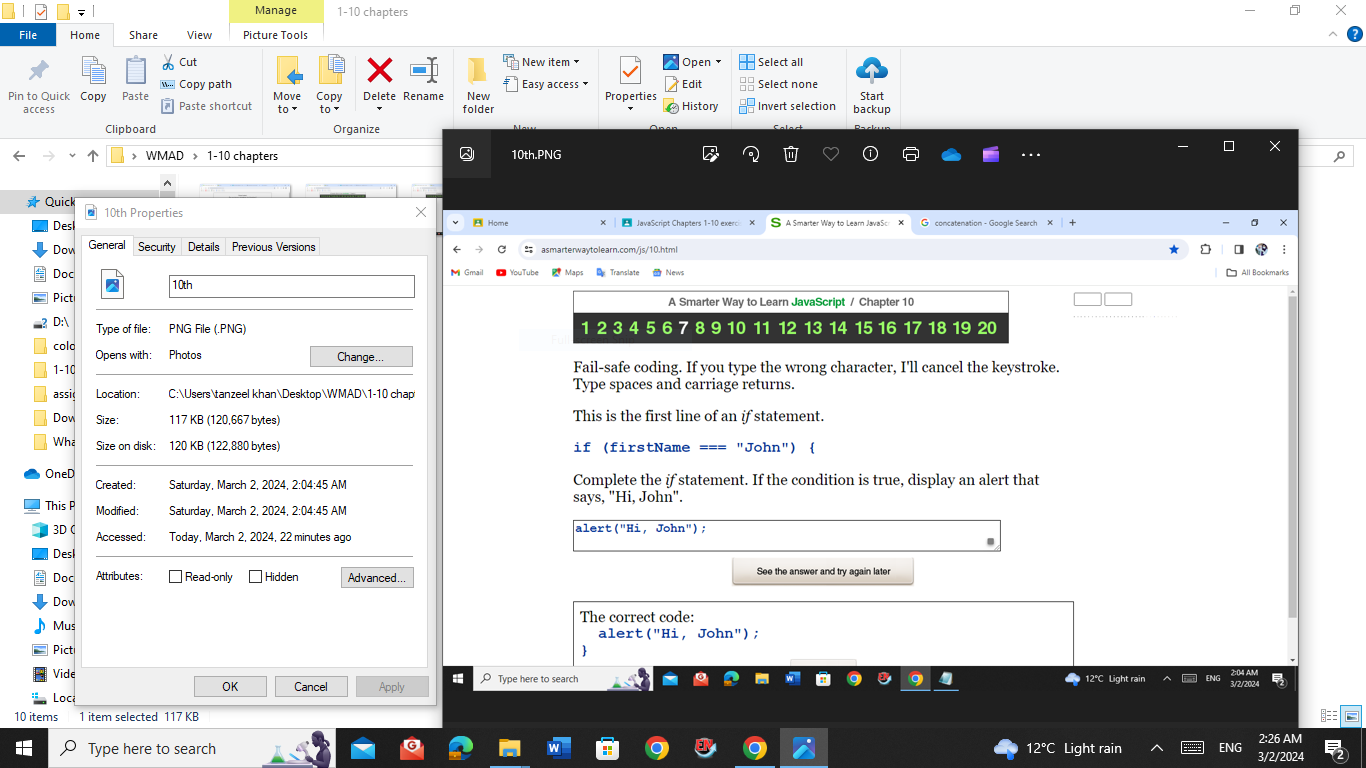 Manage
1-10 chapters
File
Home
Share
View
Picture Tools
Pin to Quick access
Copy
Paste
Cut
Copy path
Paste shortcut
Clipboard
Move to
Copy to
Delete
Rename
Organize
New folder
New item
Easy access
New
Properties
Open
Edit
History
Open
Select all
Select none
Invert selection
Select
Start backup
Backup
WMAD
1-10 chapters
Quick
Desk
Dow
Doc
Pict
D:\
colo
1-10
assig
Dow
Wha
OneD
This P
3D O
Desk
Doc
Dow
Mus
Pict
Vide
Loca
10 items
1 item selected 117 KB
10th Properties
General
Security
Details
Previous Versions
10th
Type of file: PNG File (.PNG)
Opens with: Photos
Change...
Location: C:\Users\tanzeel khan\Desktop\WMAD\1-10 chapt
Size: 117 KB (120,667 bytes)
Size on disk: 120 KB (122,880 bytes)
Created: Saturday, March 2, 2024, 2:04:45 AM
Modified: Saturday, March 2, 2024, 2:04:45 AM
Accessed: Today, March 2, 2024, 22 minutes ago
Attributes: Read-only Hidden
Advanced...
OK
Cancel
Apply
10th.PNG
Home
JavaScript Chapters 1-10 exerc
A Smarter Way to Learn JavaSc
concatenation - Google Search
asmarterwaytolearn.com/js/10.html
Gmail
YouTube
Maps
Translate
News
All Bookmarks
A Smarter Way to Learn JavaScript / Chapter 10
1 2 3 4 5 6 7 8 9 10 11 12 13 14 15 16 17 18 19 20
Fail-safe coding. If you type the wrong character, I'll cancel the keystroke.
Type spaces and carriage returns.
This is the first line of an if statement.
if (firstName === "John") {
Complete the if statement. If the condition is true, display an alert that
says, "Hi, John".
alert("Hi, John");
See the answer and try again later
The correct code:
alert("Hi, John");
}
Type here to search
12°C Light rain
ENG
2:04 AM
3/2/2024
2
Type here to search
12°C Light rain
ENG
2:26 AM
3/2/2024
2